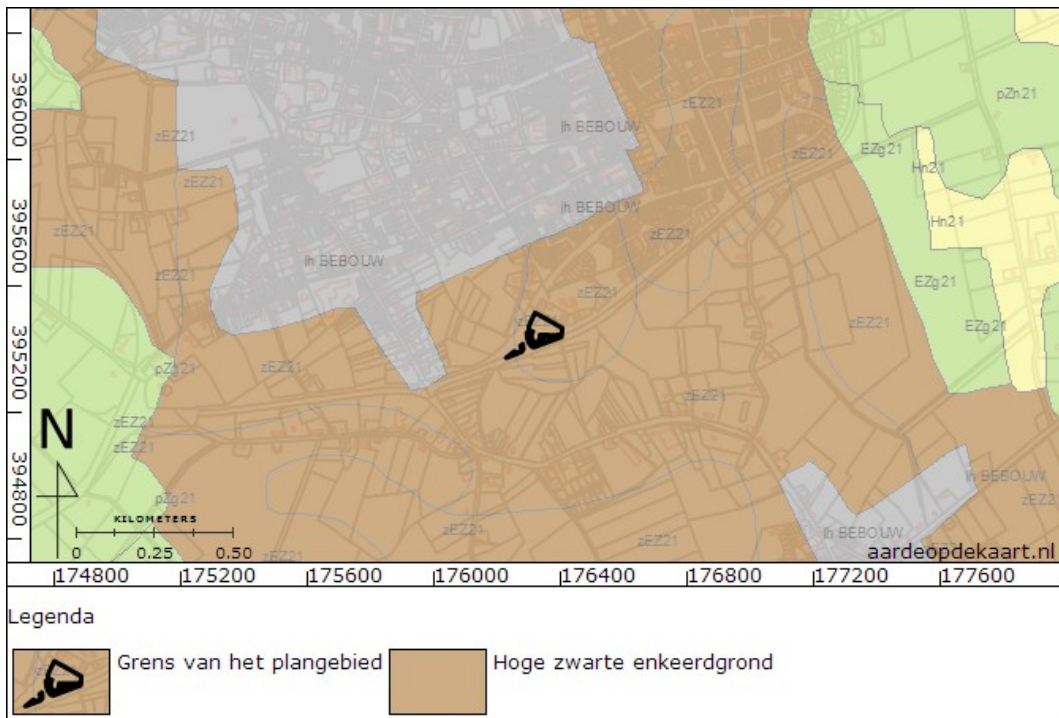 pZn21
396000
zEZ21
lh BEBOUW
zEZ21
EZg21
zEZ21
zEZ21
Hn21
zEZ21
lh BEBOUW
Hn21
395600
zEZ21
zEZ21
lh BEBOUW
zEZ21
zEZ21
EZg21
zEZ21
EZg21
395200
zEZ21
pZg21
zEZ21
zEZ21
N
zEZ21
394800
pZg21
lh BEBOUW
zEZ2
KILOMETERS
zEZ21
zEZ21
lh BEBOUW
0 0.25 0.50
zEZ21
aardeopdekaart.nl
174800 175200 175600 176000 176400 176800 177200 177600
Legenda
Grens van het plangebied
Hoge zwarte enkeerdgrond